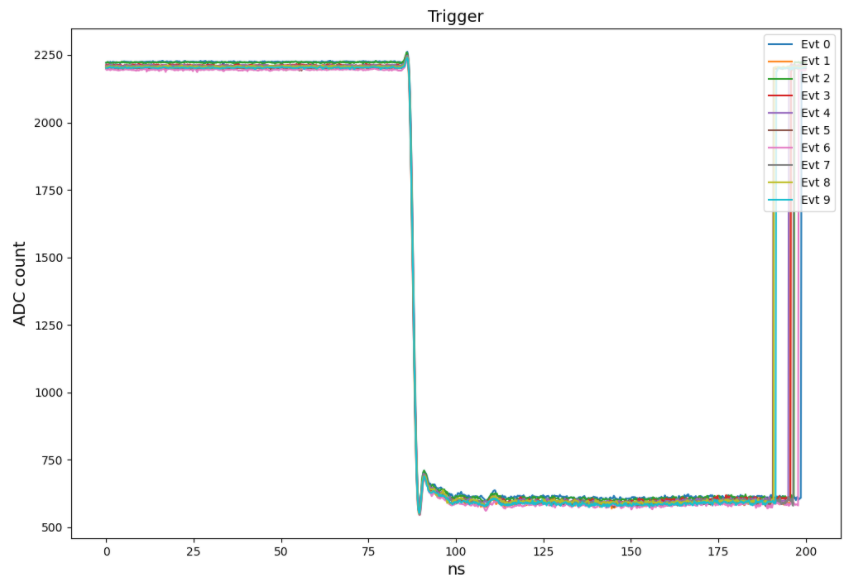 Trigger
2250
2000
1750
1500
1250
1000
750
500
ADC count
Evt 0
Evt 1
Evt 2
Evt 3
Evt 4
Evt 5
Evt 6
Evt 7
Evt 8
Evt 9
0 25 50 75 100 125 150 175 200
ns